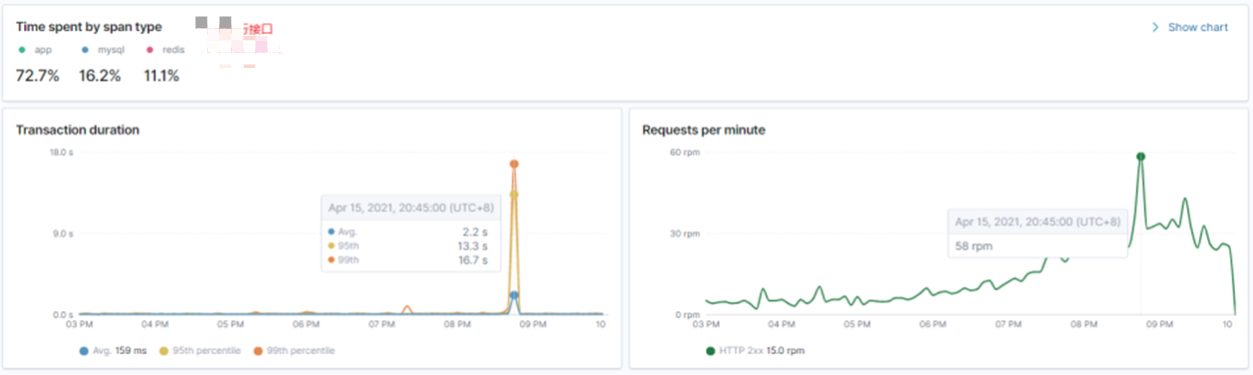 Time spent by span type
接口
Show chart
app mysql redis
72.7% 16.2% 11.1%
Transaction duration
18.0 s
9.0 s
0.0 s
Apr 15, 2021, 20:45:00 (UTC+8)
Avg. 2.2 s
95th 13.3 s
99th 16.7 s
03 PM 04 PM 05 PM 06 PM 07 PM 08 PM 09 PM 10
Avg. 159 ms 95th percentile 99th percentile
Requests per minute
60 rpm
30 rpm
0 rpm
Apr 15, 2021, 20:45:00 (UTC+8)
58 rpm
03 PM 04 PM 05 PM 06 PM 07 PM 08 PM 09 PM 10
HTTP 2xx 15.0 rpm